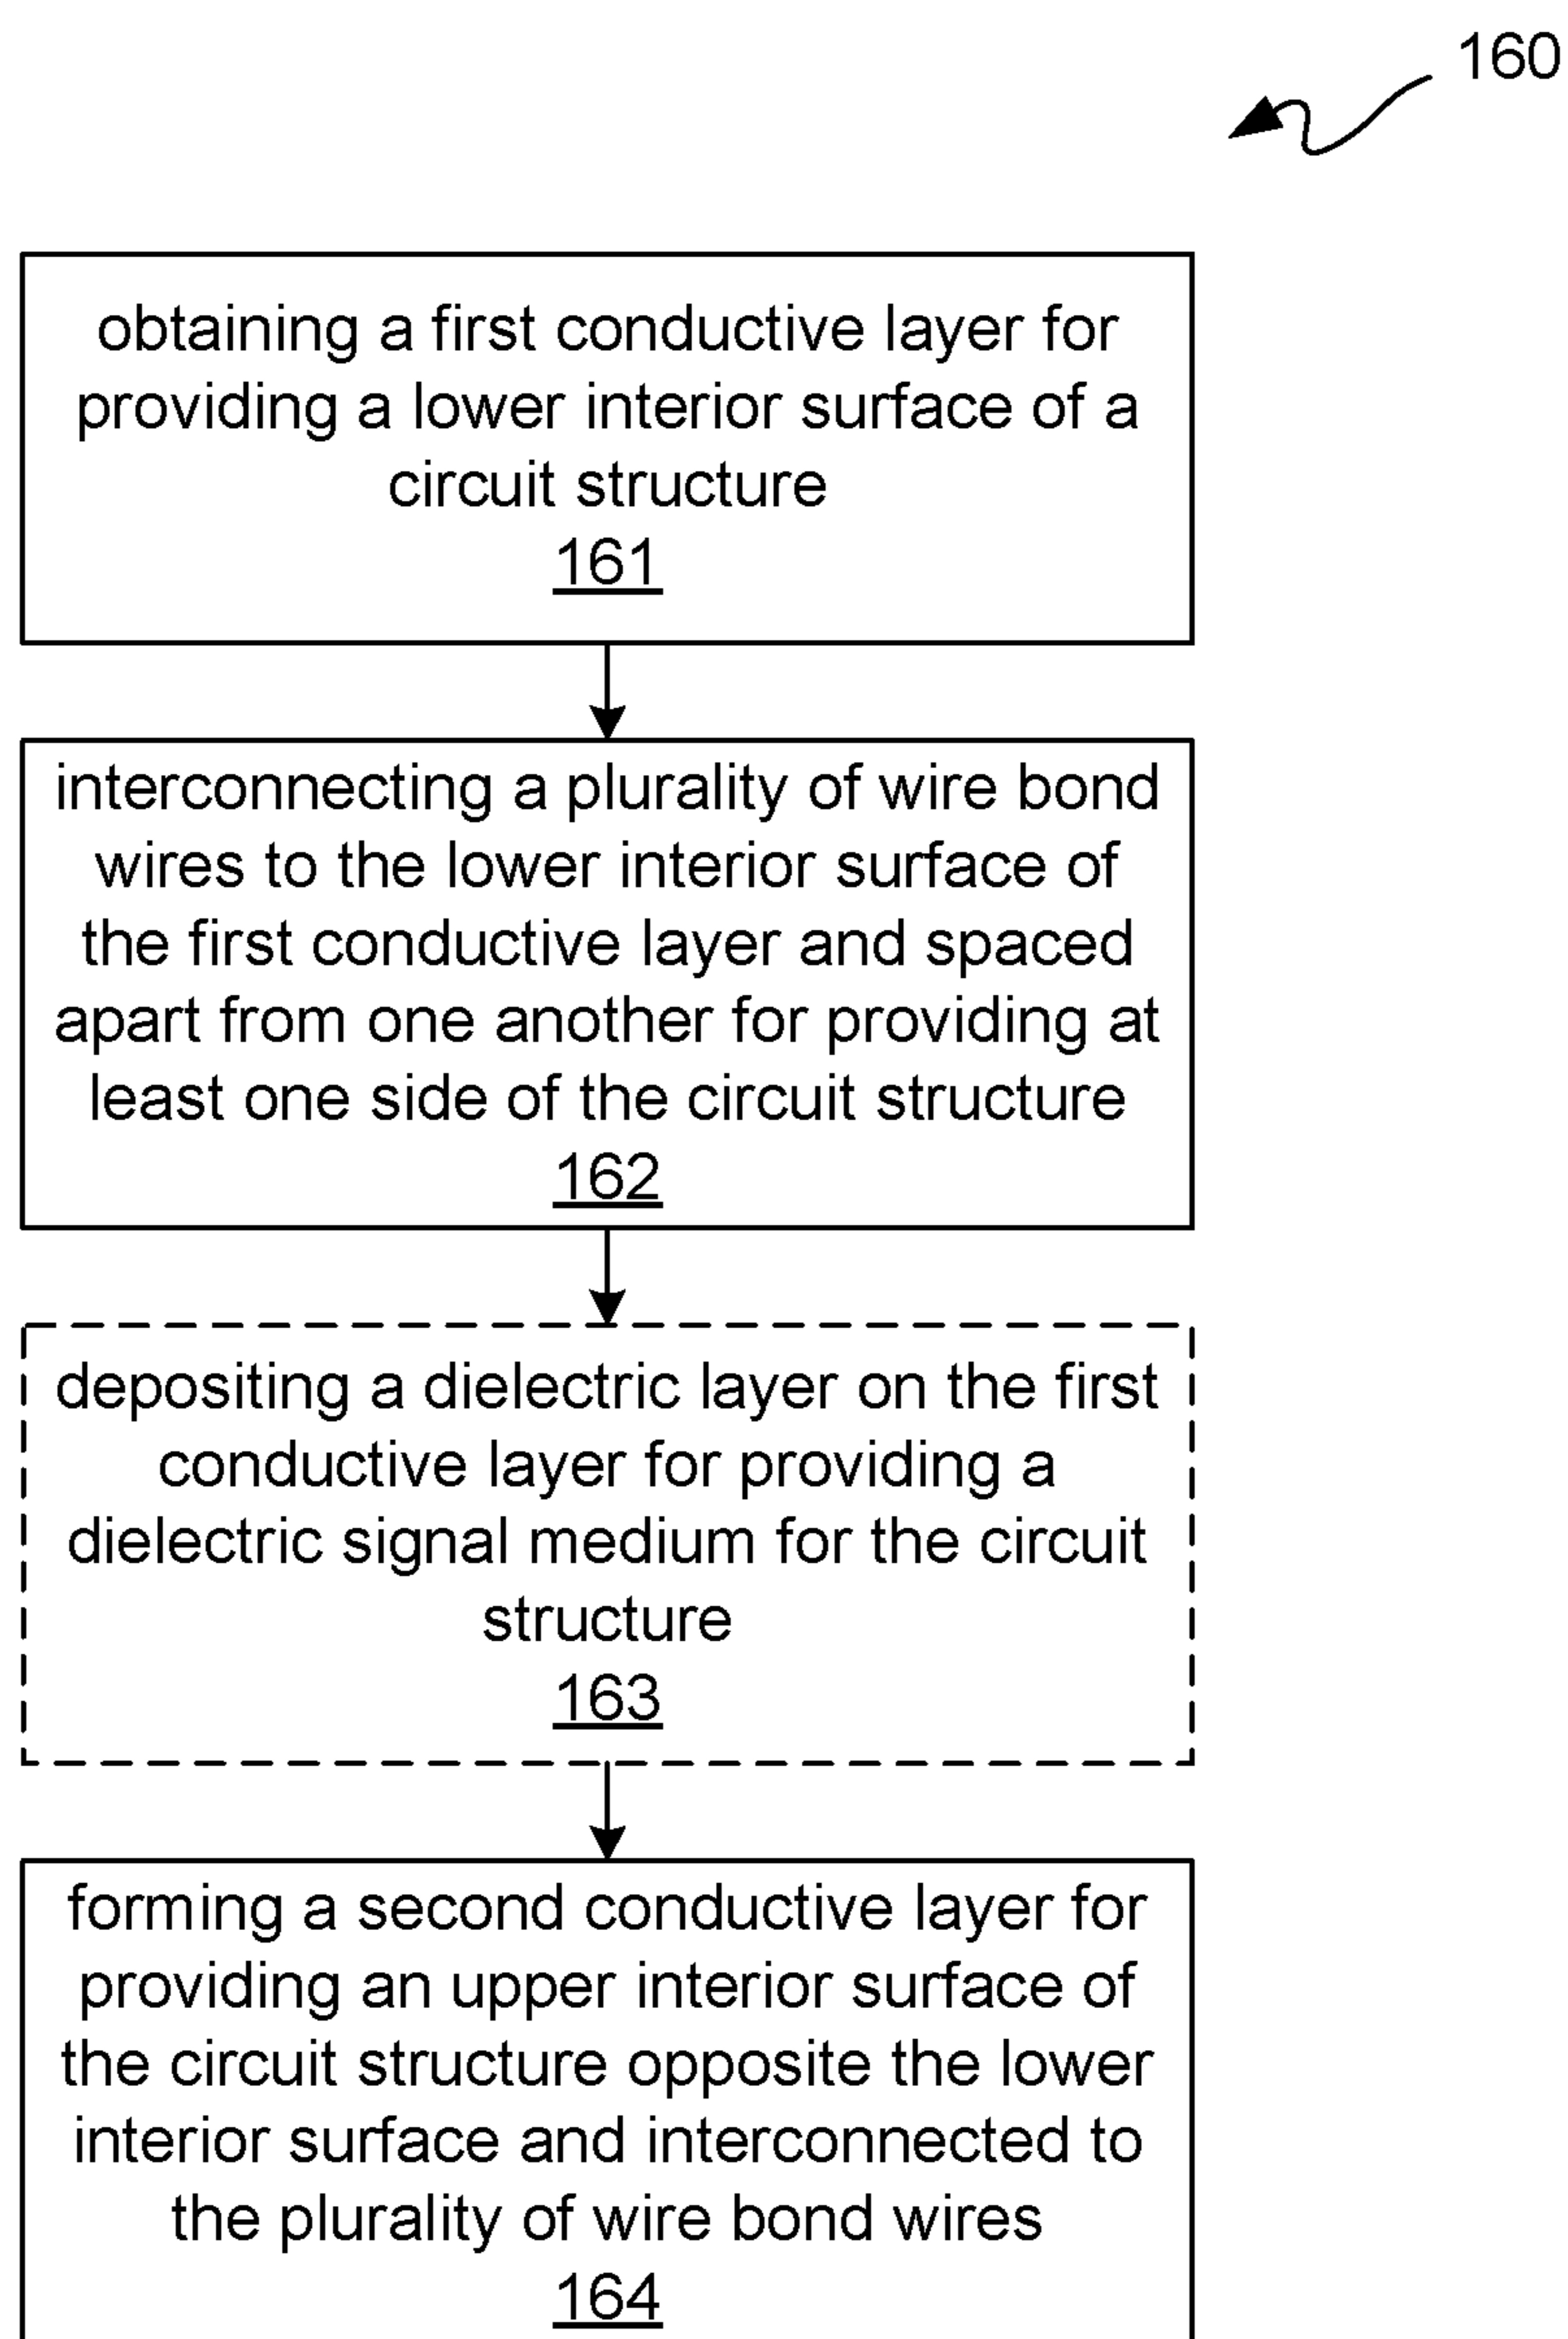 160
obtaining a first conductive layer for
providing a lower interior surface of a
circuit structure
161
interconnecting a plurality of wire bond
wires to the lower interior surface of
the first conductive layer and spaced
apart from one another for providing at
least one side of the circuit structure
162
depositing a dielectric layer on the first
conductive layer for providing a
dielectric signal medium for the circuit
structure
163
forming a second conductive layer for
providing an upper interior surface of
the circuit structure opposite the lower
interior surface and interconnected to
the plurality of wire bond wires
164